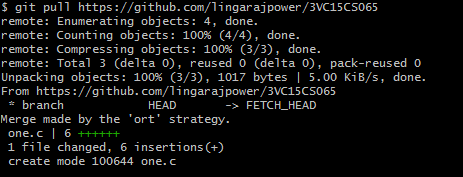 $ git pull https://github.com/lingarajpower/3VC15CS065
remote: Enumerating objects: 4, done.
remote: Counting objects: 100% (4/4), done.
remote: Compressing objects: 100% (3/3), done.
remote: Total 3 (delta 0), reused 0 (delta 0), pack-reused 0
Unpacking objects: 100% (3/3), 1017 bytes | 5.00 KiB/s, done.
From https://github.com/lingarajpower/3VC15CS065
 * branch            HEAD       -> FETCH_HEAD
Merge made by the 'ort' strategy.
 one.c | 6 ++++++
 1 file changed, 6 insertions(+)
 create mode 100644 one.c